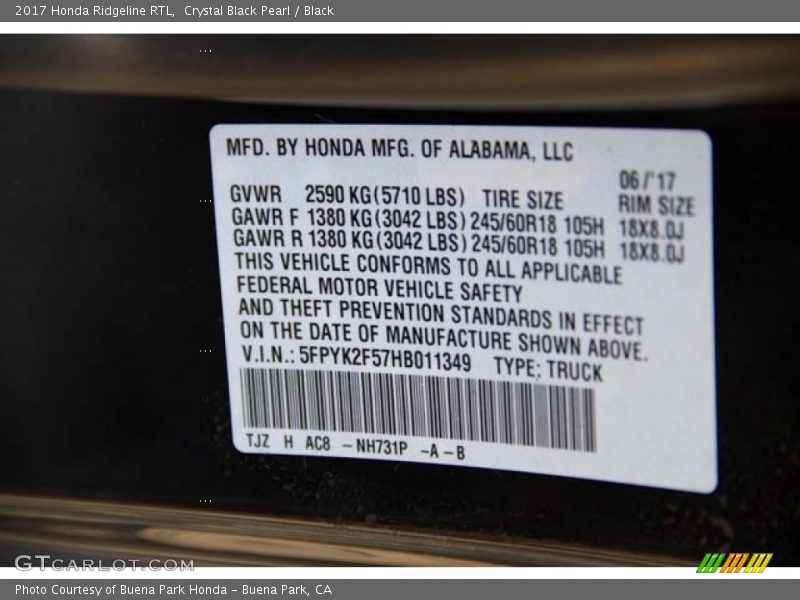 2017 Honda Ridgeline RTL, Crystal Black Pearl / Black
MFD. BY HONDA MFG. OF ALABAMA, LLC
06/'17
GVWR 2590 KG(5710 LBS) TIRE SIZE RIM SIZE
GAWR F 1380 KG(3042 LBS) 245/60R18 105H 18X8.0J
GAWR R 1380 KG(3042 LBS) 245/60R18 105H 18X8.0J
THIS VEHICLE CONFORMS TO ALL APPLICABLE
FEDERAL MOTOR VEHICLE SAFETY
AND THEFT PREVENTION STANDARDS IN EFFECT
ON THE DATE OF MANUFACTURE SHOWN ABOVE.
V.I.N.: 5FPYK2F57HB011349 TYPE: TRUCK
TJZ H AC8 -NH731P -A-B
GTCARLOT.COM
Photo Courtesy of Buena Park Honda - Buena Park, CA